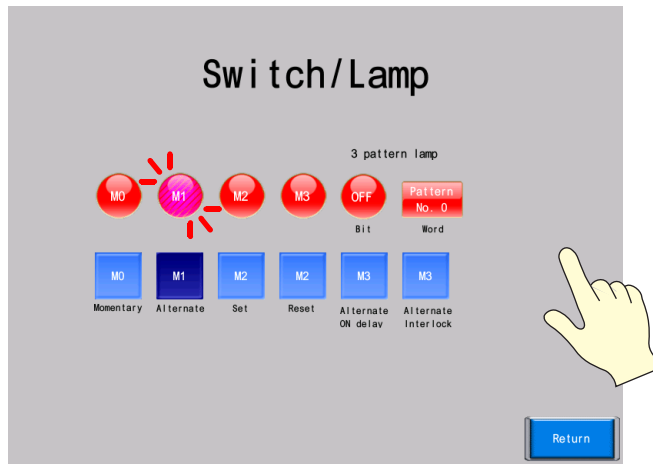 Switch/Lamp
3 pattern lamp
M0 M1 M2 M3 OFF Pattern
No. 0
Bit Word
M0 M1 M2 M2 M3 M3
Momentary Alternate Set Reset Alternate Alternate
ON delay Interlock
Return